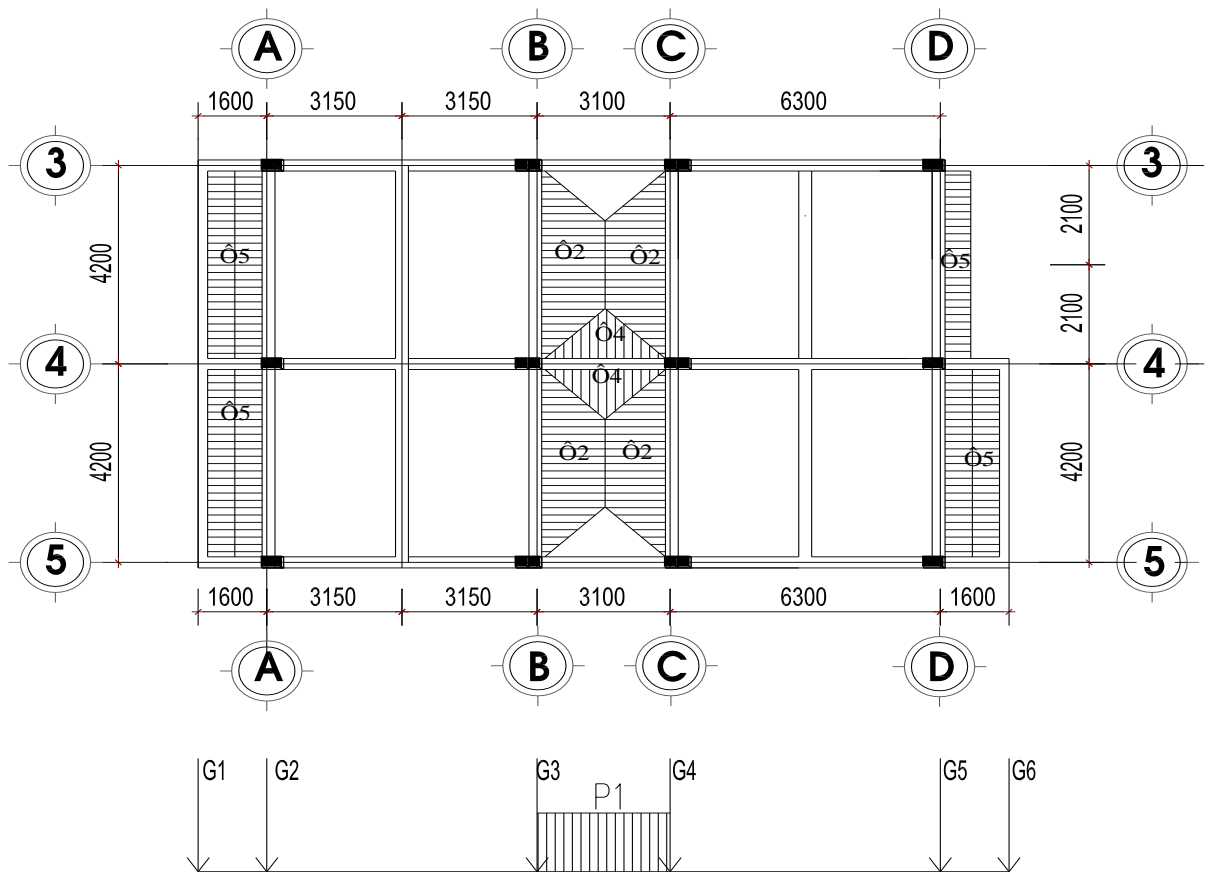 A B C D
1600 3150 3150 3100 6300
3 3
2100
4200 Ô5 Ô2 Ô2 Ô5
2100
Ô4
4 4
Ô4
Ô5
4200 Ô2 Ô2 Ô5 4200
5 5
1600 3150 3150 3100 6300 1600
A B C D
G1 G2 G3 G4 G5 G6
P1